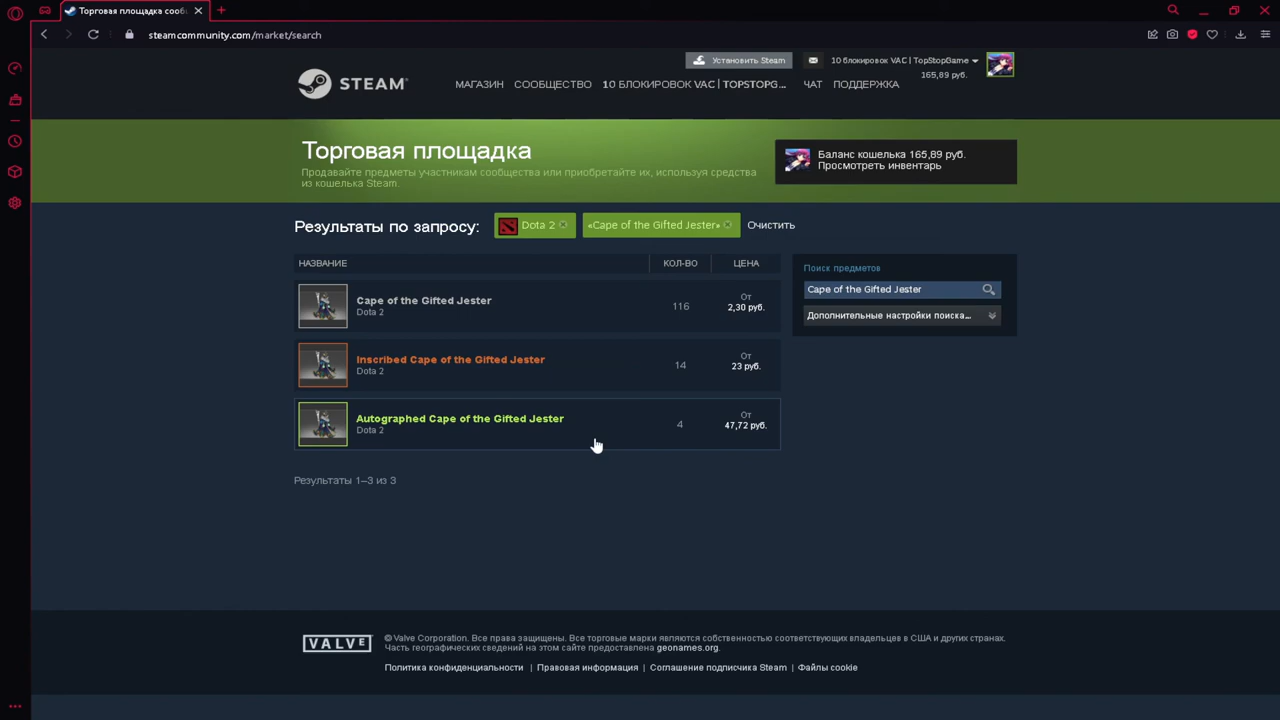 Торговая площадка сооб
steamcommunity.com/market/search
Установить Steam
10 блокировок VAC | TopStopGame
165,89 руб.
STEAM
МАГАЗИН СООБЩЕСТВО 10 БЛОКИРОВОК VAC | TOPSTOPG... ЧАТ ПОДДЕРЖКА
Торговая площадка
Продавайте предметы участникам сообщества или приобретайте их, используя средства
из кошелька Steam.
Баланс кошелька 165,89 руб.
Просмотреть инвентарь
Результаты по запросу: Dota 2 «Cape of the Gifted Jester» Очистить
НАЗВАНИЕ КОЛ-ВО ЦЕНА
Cape of the Gifted Jester
Dota 2
116
От
2,30 руб.
Inscribed Cape of the Gifted Jester
Dota 2
14
От
23 руб.
Autographed Cape of the Gifted Jester
Dota 2
4
От
47,72 руб.
Результаты 1–3 из 3
Поиск предметов
Cape of the Gifted Jester
Дополнительные настройки поиска...
VALVE
© Valve Corporation. Все права защищены. Все торговые марки являются собственностью соответствующих владельцев в США и других странах.
Часть географических сведений на этом сайте предоставлена geonames.org.
Политика конфиденциальности | Правовая информация | Соглашение подписчика Steam | Файлы cookie